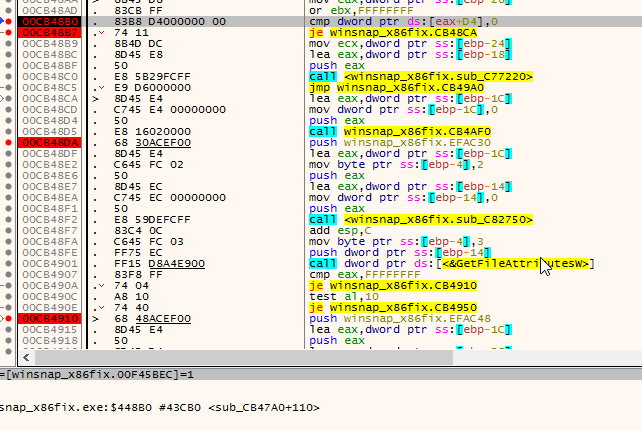 00CB48AD . 83CB FF or ebx,FFFFFFFF
00CB48B0 . 83B8 D4000000 00 cmp dword ptr ds:[eax+D4],0
00CB48B7 . 74 11 je winsnap_x86fix.CB48CA
00CB48B9 . 8B4D DC mov ecx,dword ptr ss:[ebp-24]
00CB48BC . 8D45 E8 lea eax,dword ptr ss:[ebp-18]
00CB48BF . 50 push eax
00CB48C0 . E8 5B29FCFF call <winsnap_x86fix.sub_C77220>
00CB48C5 . E9 D6000000 jmp winsnap_x86fix.CB49A0
00CB48CA > 8D45 E4 lea eax,dword ptr ss:[ebp-1C]
00CB48CD . C745 E4 00000000 mov dword ptr ss:[ebp-1C],0
00CB48D4 . 50 push eax
00CB48D5 . E8 16020000 call winsnap_x86fix.CB4AF0
00CB48DA . 68 30ACEF00 push winsnap_x86fix.EFAC30
00CB48DF . 8D45 E4 lea eax,dword ptr ss:[ebp-1C]
00CB48E2 . C645 FC 02 mov byte ptr ss:[ebp-4],2
00CB48E6 . 50 push eax
00CB48E7 . 8D45 EC lea eax,dword ptr ss:[ebp-14]
00CB48EA . C745 EC 00000000 mov dword ptr ss:[ebp-14],0
00CB48F1 . 50 push eax
00CB48F2 . E8 59DEFCFF call <winsnap_x86fix.sub_C82750>
00CB48F7 . 83C4 0C add esp,C
00CB48FA . C645 FC 03 mov byte ptr ss:[ebp-4],3
00CB48FE . FF75 EC push dword ptr ss:[ebp-14]
00CB4901 . FF15 D8A4E900 call dword ptr ds:[<&GetFileAttributesW>]
00CB4907 . 83F8 FF cmp eax,FFFFFFFF
00CB490A . 74 04 je winsnap_x86fix.CB4910
00CB490C . A8 10 test al,10
00CB490E . 74 40 je winsnap_x86fix.CB4950
00CB4910 > 68 48ACEF00 push winsnap_x86fix.EFAC48
00CB4915 . 8D45 E4 lea eax,dword ptr ss:[ebp-1C]
00CB4918 . 50 push eax
=[winsnap_x86fix.00F45BEC]=1
snap_x86fix.exe:$448B0 #43CB0 <sub_CB47A0+110>